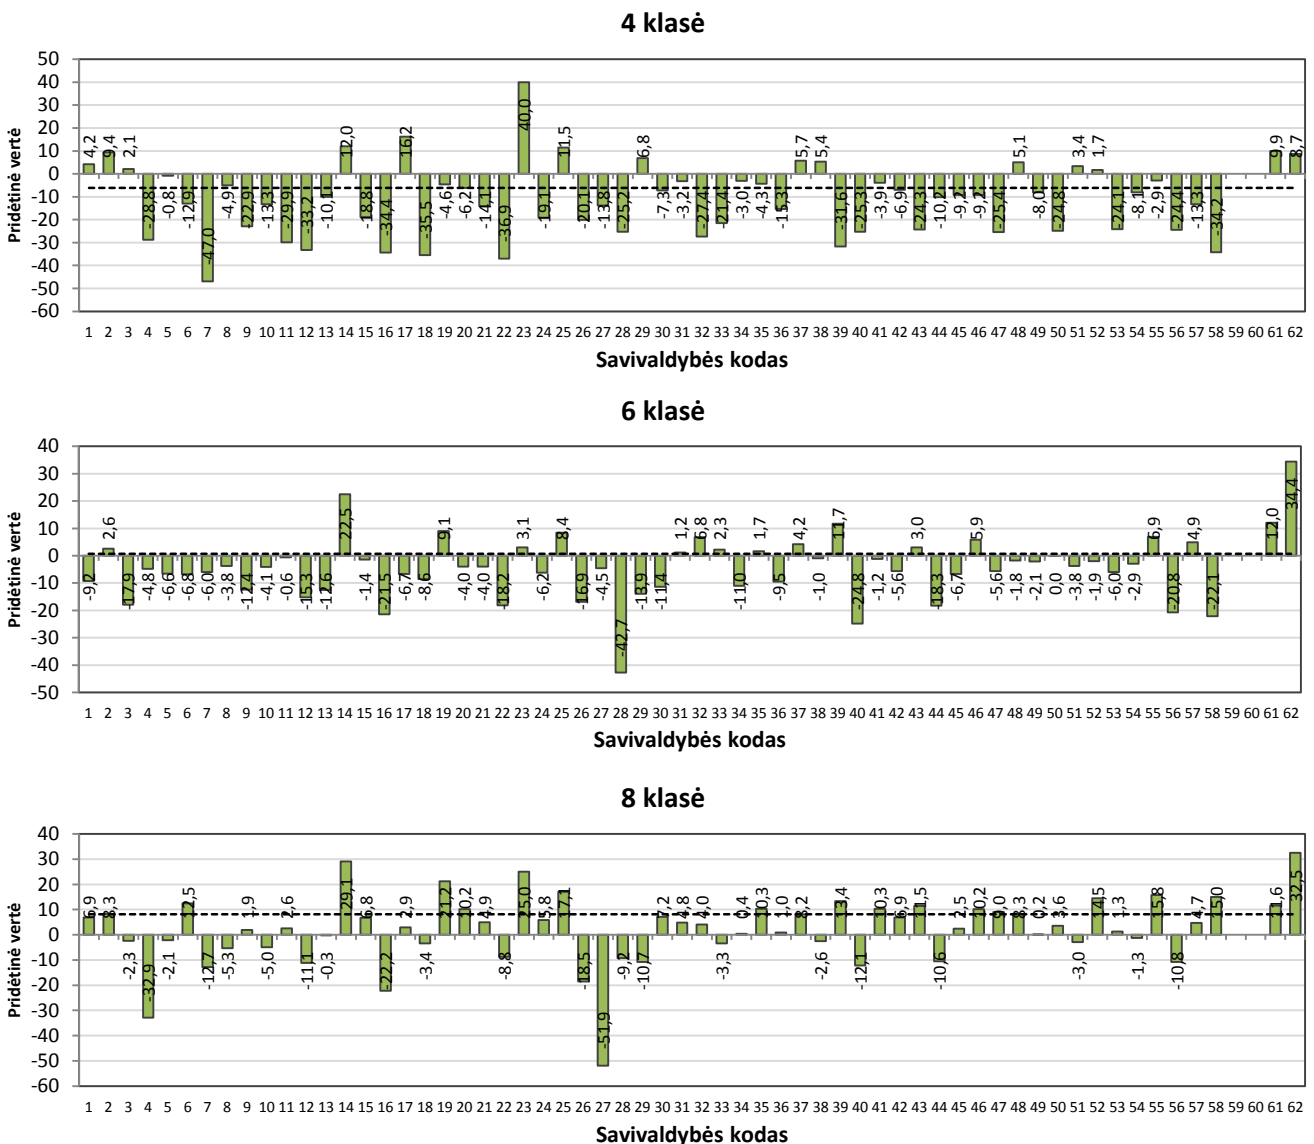 4 klasė
50
40
30
20
10
0
-10
-20
-30
-40
-50
-60
Pridėtinė vertė
4,2 9,4 2,1 -28,8 -0,8 -12,9 -47,0 -4,9 -22,9 -13,3 -29,9 -33,2 -10,1 12,0 -18,8 -34,4 16,2 -35,5 -4,6 -6,2 -14,1 -36,9 40,0 -19,1 11,5 -20,1 -13,8 -25,2 6,8 -7,3 -3,2 -27,4 -21,4 -3,0 -4,3 -15,3 5,7 5,4 -31,6 -25,3 -3,9 -6,9 -24,3 -10,2 -9,2 -9,2 -25,4 5,1 -8,0 -24,8 3,4 1,7 -24,1 -8,1 -2,9 -24,4 -13,3 -34,2 9,9 8,7
1 2 3 4 5 6 7 8 9 10 11 12 13 14 15 16 17 18 19 20 21 22 23 24 25 26 27 28 29 30 31 32 33 34 35 36 37 38 39 40 41 42 43 44 45 46 47 48 49 50 51 52 53 54 55 56 57 58 59 60 61 62
Savivaldybės kodas
6 klasė
40
30
20
10
0
-10
-20
-30
-40
-50
Pridėtinė vertė
-9,2 2,6 -17,9 -4,8 -6,6 -6,8 -6,0 -3,8 -12,4 -4,1 -0,6 -15,3 -12,6 22,5 -1,4 -21,5 -6,7 -8,6 9,1 -4,0 -4,0 -18,2 3,1 -6,2 8,4 -16,9 -4,5 -42,7 -13,9 -11,4 1,2 6,8 2,3 -11,0 1,7 -9,5 4,2 -1,0 11,7 -24,8 -1,2 -5,6 3,0 -18,3 -6,7 5,9 -5,6 -1,8 -2,1 0,0 -3,8 -1,9 -6,0 -2,9 6,9 -20,8 4,9 -22,1 12,0 34,4
1 2 3 4 5 6 7 8 9 10 11 12 13 14 15 16 17 18 19 20 21 22 23 24 25 26 27 28 29 30 31 32 33 34 35 36 37 38 39 40 41 42 43 44 45 46 47 48 49 50 51 52 53 54 55 56 57 58 59 60 61 62
Savivaldybės kodas
8 klasė
40
30
20
10
0
-10
-20
-30
-40
-50
-60
Pridėtinė vertė
6,9 8,3 -2,3 -32,9 -2,1 12,5 -12,7 -5,3 1,9 -5,0 2,6 -11,1 -0,3 29,1 6,8 -22,2 2,9 -3,4 21,2 10,2 4,9 -8,8 25,0 5,8 17,1 -18,5 -51,9 -9,2 -10,7 7,2 4,8 4,0 -3,3 0,4 10,3 1,0 8,2 -2,6 13,4 -12,1 10,3 6,9 11,5 -10,6 2,5 10,2 9,0 8,3 0,2 3,6 -3,0 14,5 1,3 -1,3 15,8 -10,8 4,7 15,0 11,6 32,5
1 2 3 4 5 6 7 8 9 10 11 12 13 14 15 16 17 18 19 20 21 22 23 24 25 26 27 28 29 30 31 32 33 34 35 36 37 38 39 40 41 42 43 44 45 46 47 48 49 50 51 52 53 54 55 56 57 58 59 60 61 62
Savivaldybės kodas